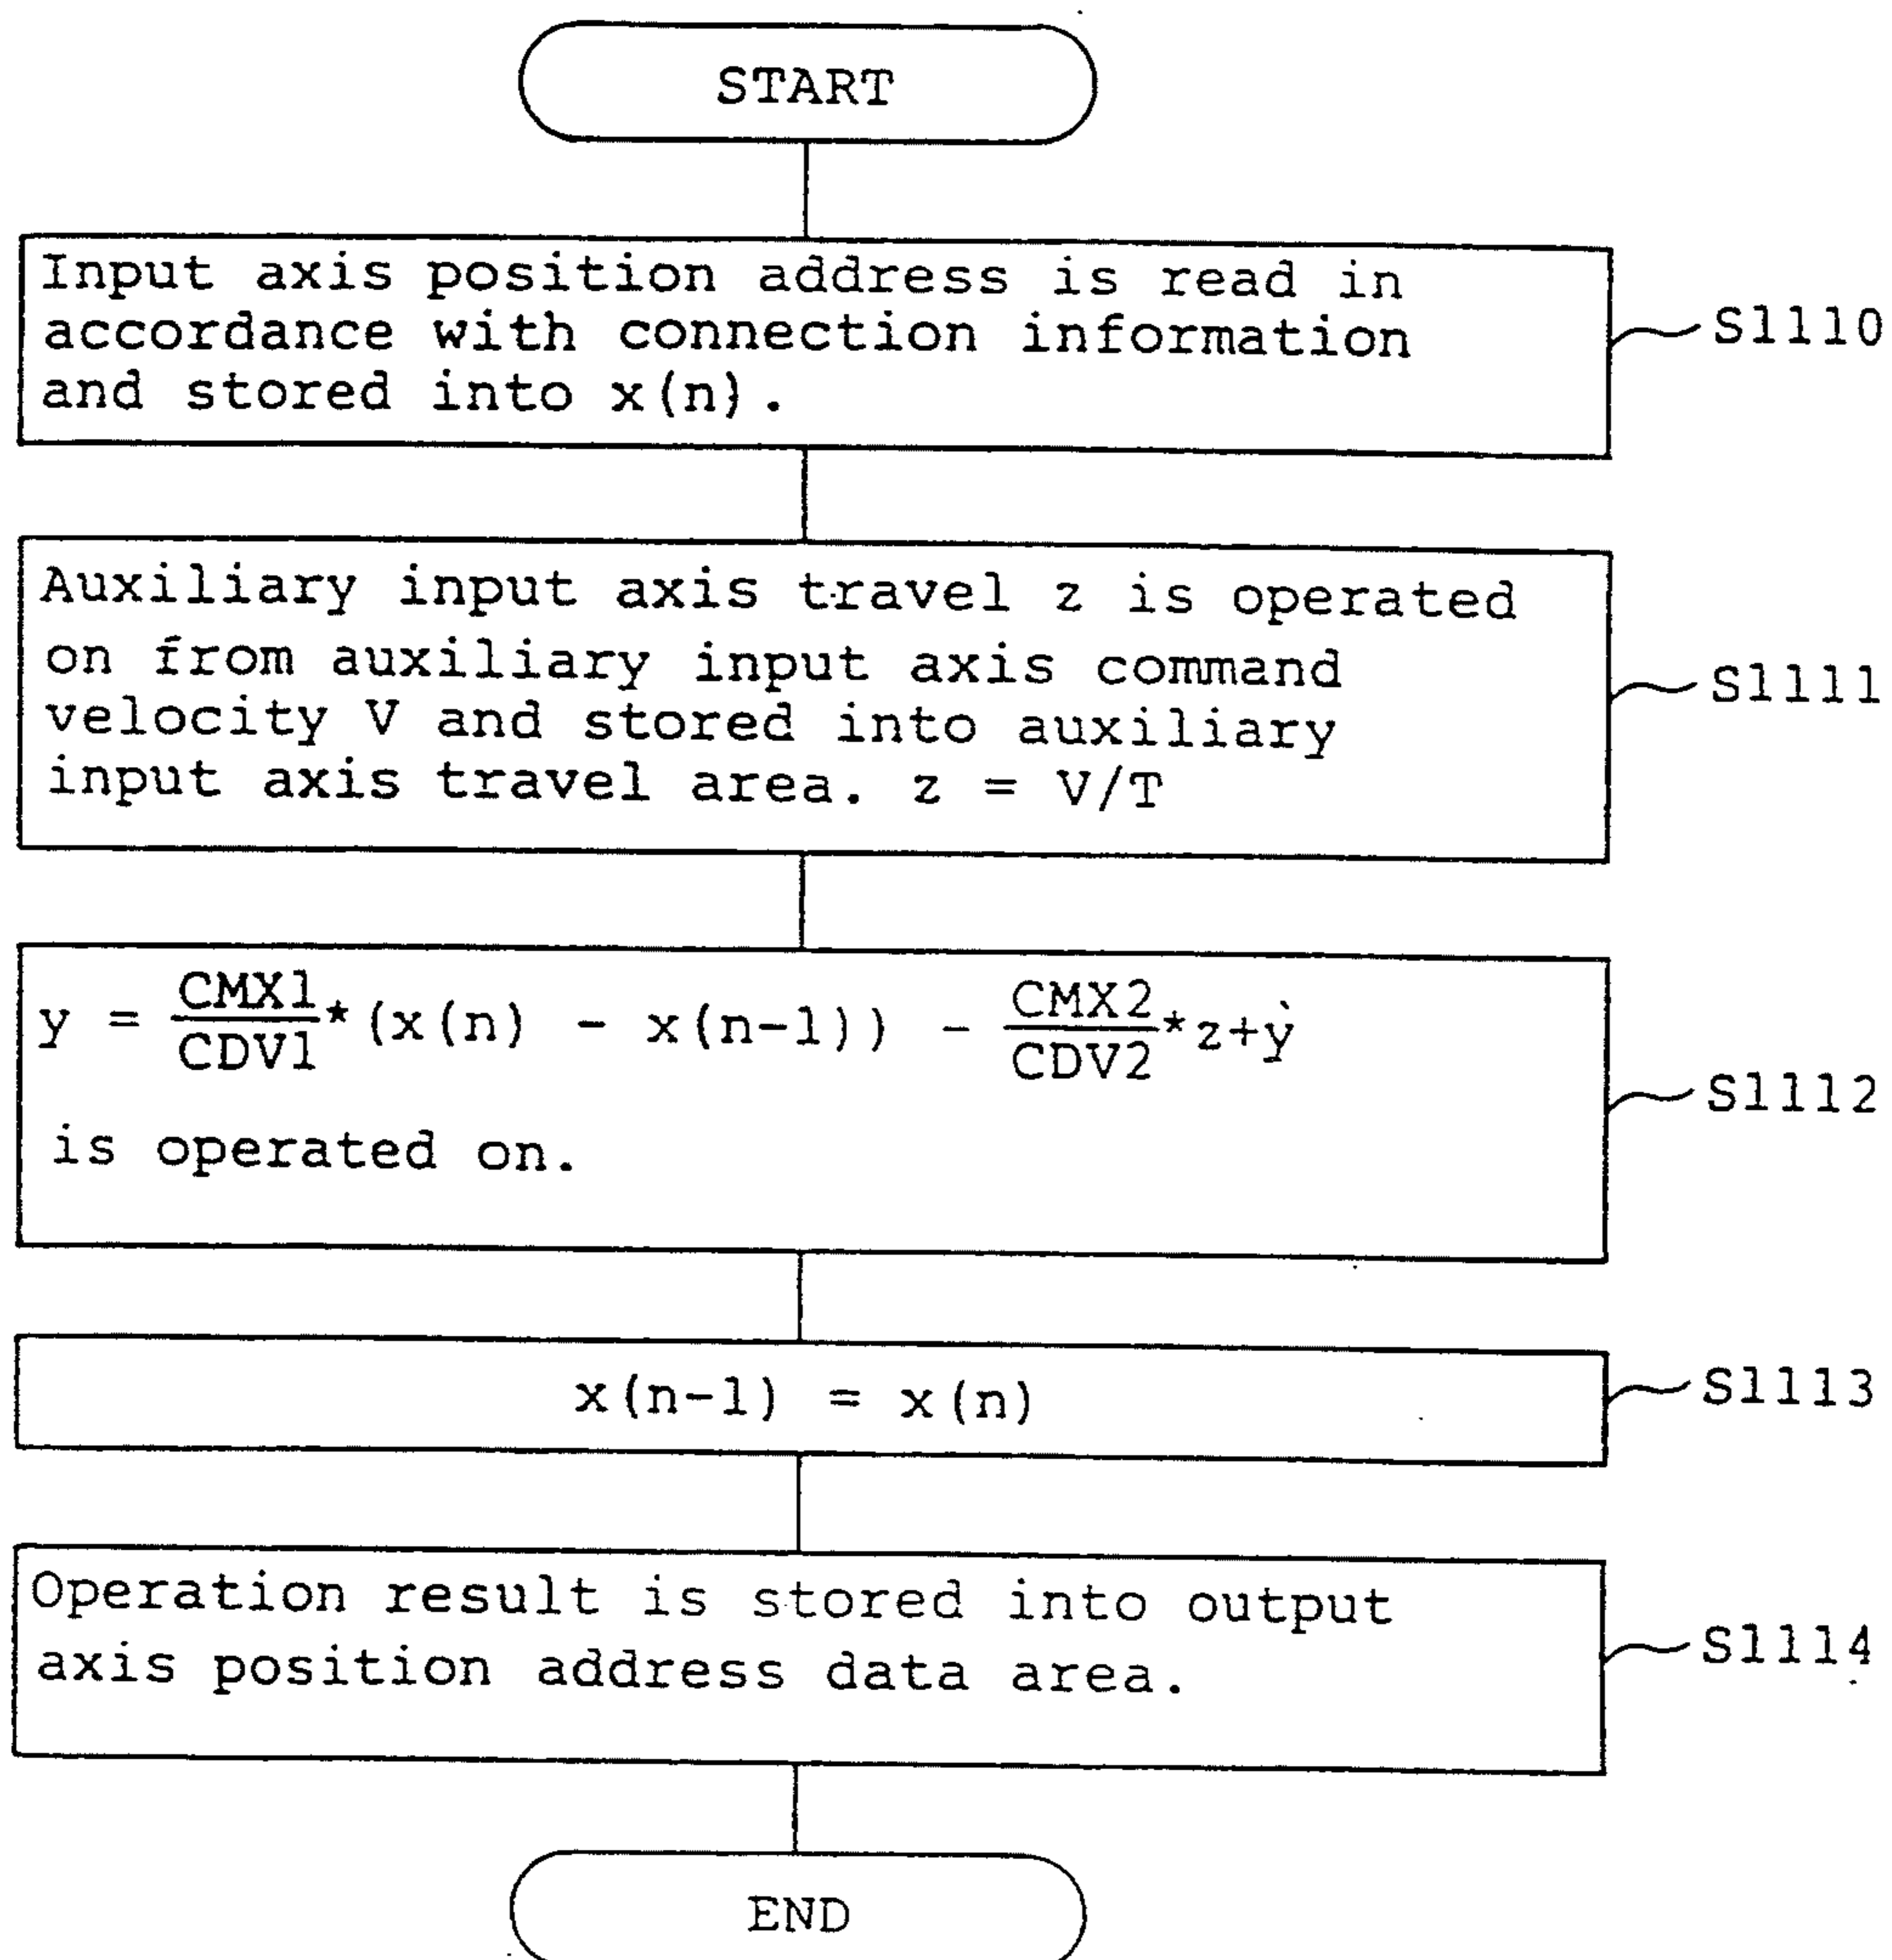 START
Input axis position address is read in
accordance with connection information
and stored into x(n).
S1110
Auxiliary input axis travel z is operated
on from auxiliary input axis command
velocity V and stored into auxiliary
input axis travel area. z = V/T
S1111
y = CMX1/CDV1*(x(n) - x(n-1)) - CMX2/CDV2*z+y
is operated on.
S1112
x(n-1) = x(n)
S1113
Operation result is stored into output
axis position address data area.
S1114
END